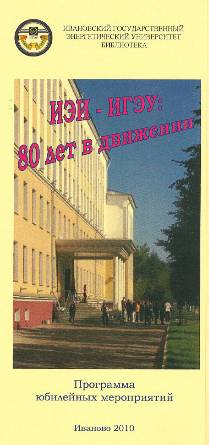 ИВАНОВСКИЙ ГОСУДАРСТВЕННЫЙ
ЭНЕРГЕТИЧЕСКИЙ УНИВЕРСИТЕТ
БИБЛИОТЕКА
ИЭИ - ИГЭУ:
80 лет в движении
Программа
юбилейных мероприятий
Иваново 2010